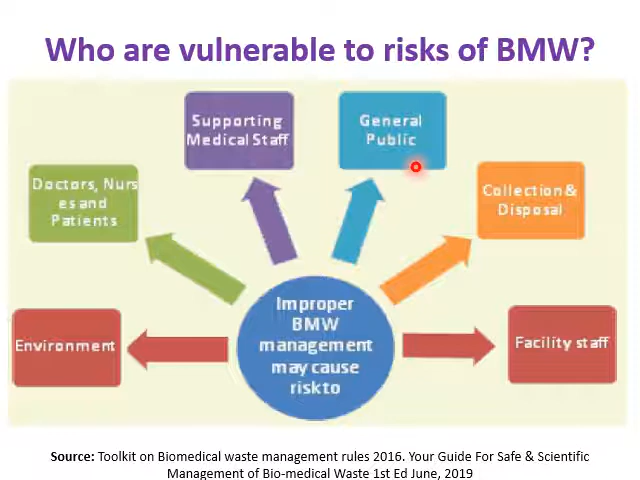 Who are vulnerable to risks of BMW?
Supporting
Medical Staff
General
Public
Doctors, Nurs
es and
Patients
Collection &
Disposal
Improper
BMW
management
may cause
risk to
Environment
Facility staff
Source: Toolkit on Biomedical waste management rules 2016. Your Guide For Safe & Scientific
Management of Bio-medical Waste 1st Ed June, 2019